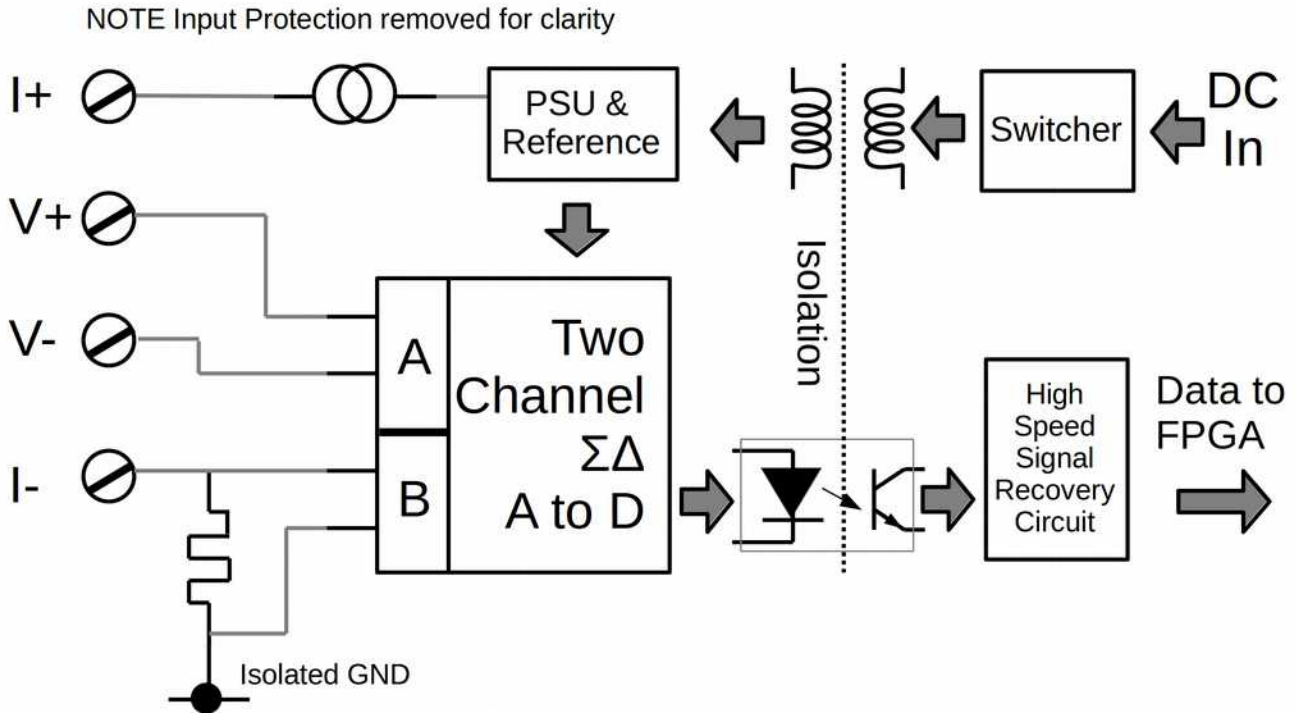 NOTE Input Protection removed for clarity
I+
PSU &
Reference
Switcher
DC
In
V+
Isolation
V-
A
Two
Channel
ΣΔ
A to D
High
Speed
Signal
Recovery
Circuit
Data to
FPGA
I-
B
Isolated GND